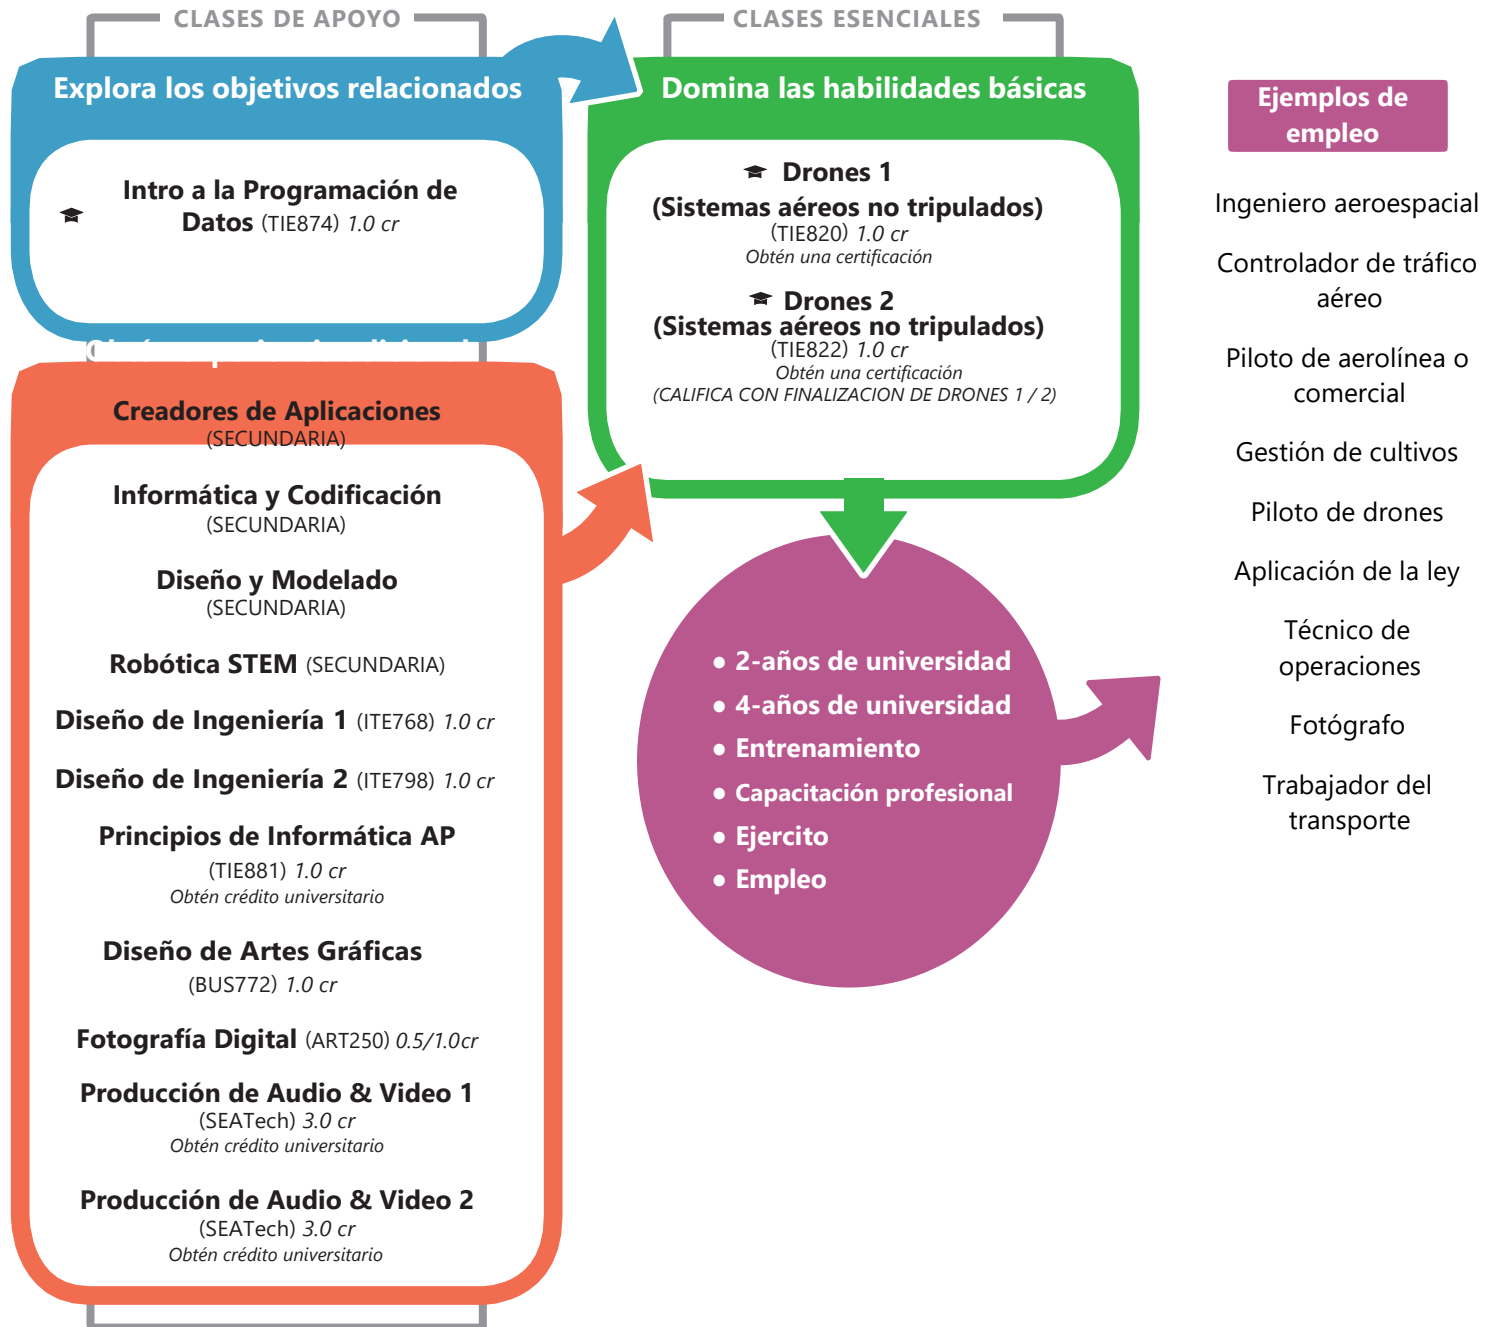 CLASES DE APOYO
Explora los objetivos relacionados
Intro a la Programación de
Datos (TIE874) 1.0 cr
Creadores de Aplicaciones
(SECUNDARIA)
Informática y Codificación
(SECUNDARIA)
Diseño y Modelado
(SECUNDARIA)
Robótica STEM (SECUNDARIA)
Diseño de Ingeniería 1 (ITE768) 1.0 cr
Diseño de Ingeniería 2 (ITE798) 1.0 cr
Principios de Informática AP
(TIE881) 1.0 cr
Obtén crédito universitario
Diseño de Artes Gráficas
(BUS772) 1.0 cr
Fotografía Digital (ART250) 0.5/1.0cr
Producción de Audio & Video 1
(SEATech) 3.0 cr
Obtén crédito universitario
Producción de Audio & Video 2
(SEATech) 3.0 cr
Obtén crédito universitario
CLASES ESENCIALES
Domina las habilidades básicas
Drones 1
(Sistemas aéreos no tripulados)
(TIE820) 1.0 cr
Obtén una certificación
Drones 2
(Sistemas aéreos no tripulados)
(TIE822) 1.0 cr
Obtén una certificación
(CALIFICA CON FINALIZACION DE DRONES 1 / 2)
● 2-años de universidad
● 4-años de universidad
● Entrenamiento
● Capacitación profesional
● Ejercito
● Empleo
Ejemplos de
empleo
Ingeniero aeroespacial
Controlador de tráfico
aéreo
Piloto de aerolínea o
comercial
Gestión de cultivos
Piloto de drones
Aplicación de la ley
Técnico de
operaciones
Fotógrafo
Trabajador del
transporte